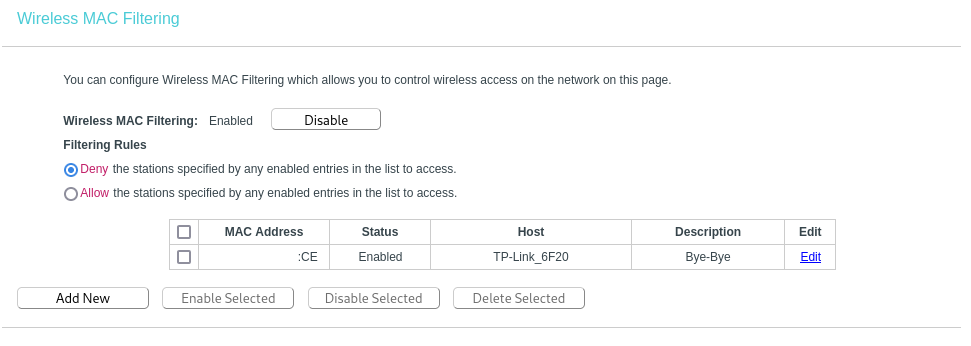 Wireless MAC Filtering
You can configure Wireless MAC Filtering which allows you to control wireless access on the network on this page.
Wireless MAC Filtering: Enabled Disable
Filtering Rules
Deny the stations specified by any enabled entries in the list to access.
Allow the stations specified by any enabled entries in the list to access.
MAC Address Status Host Description Edit
:CE Enabled TP-Link_6F20 Bye-Bye Edit
Add New Enable Selected Disable Selected Delete Selected